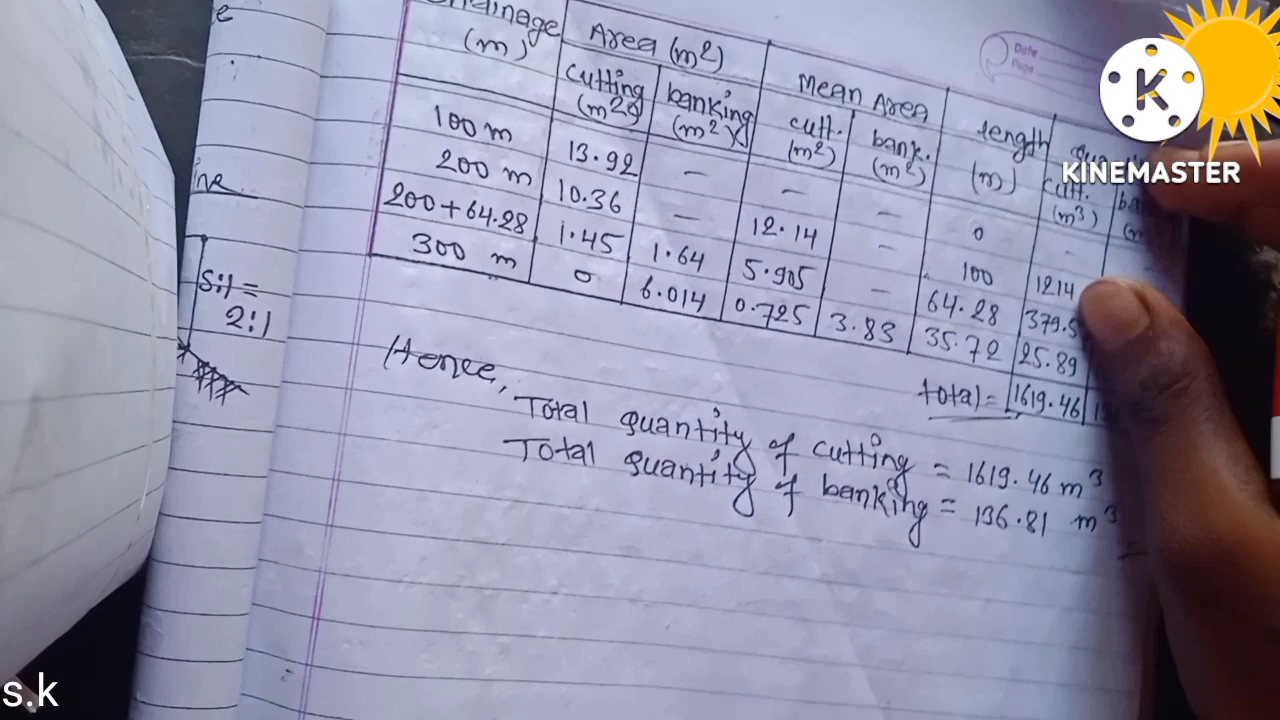 e
Area (m²)
Mean Area
length
(m)
cutting
(m²)
banking
(m²)
cutt.
(m²)
bank.
(m²)
(m)
cutt.
(m³)
100 m 13.92 - - - 0 -
200 m 10.36 - 12.14 - 100 1214
200+64.28 1.45 1.64 5.905 - 64.28
300 m 0 6.014 0.725 3.83 35.72 25.89
total = 1619.46
Hence,
Total quantity of cutting = 1619.46 m³
Total quantity of banking = 136.81 m³
S:1 =
2:1
Date
Page
K
KINEMASTER
s.k